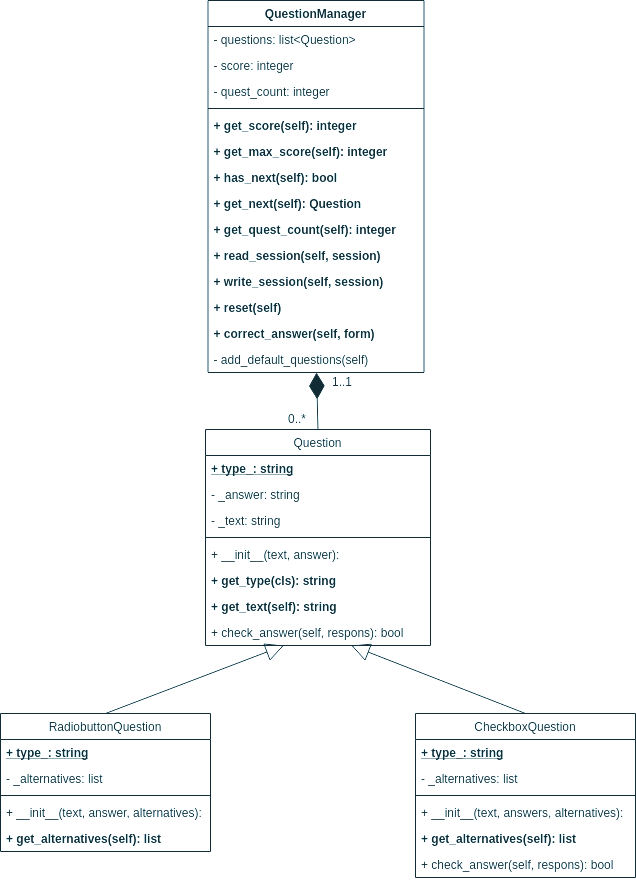 QuestionManager
- questions: list<Question>
- score: integer
- quest_count: integer
+ get_score(self): integer
+ get_max_score(self): integer
+ has_next(self): bool
+ get_next(self): Question
+ get_quest_count(self): integer
+ read_session(self, session)
+ write_session(self, session)
+ reset(self)
+ correct_answer(self, form)
- add_default_questions(self)
1..1
0..*
Question
+ type_: string
- _answer: string
- _text: string
+ __init__(text, answer):
+ get_type(cls): string
+ get_text(self): string
+ check_answer(self, respons): bool
RadiobuttonQuestion
+ type_: string
- _alternatives: list
+ __init__(text, answer, alternatives):
+ get_alternatives(self): list
CheckboxQuestion
+ type_: string
- _alternatives: list
+ __init__(text, answers, alternatives):
+ get_alternatives(self): list
+ check_answer(self, respons): bool